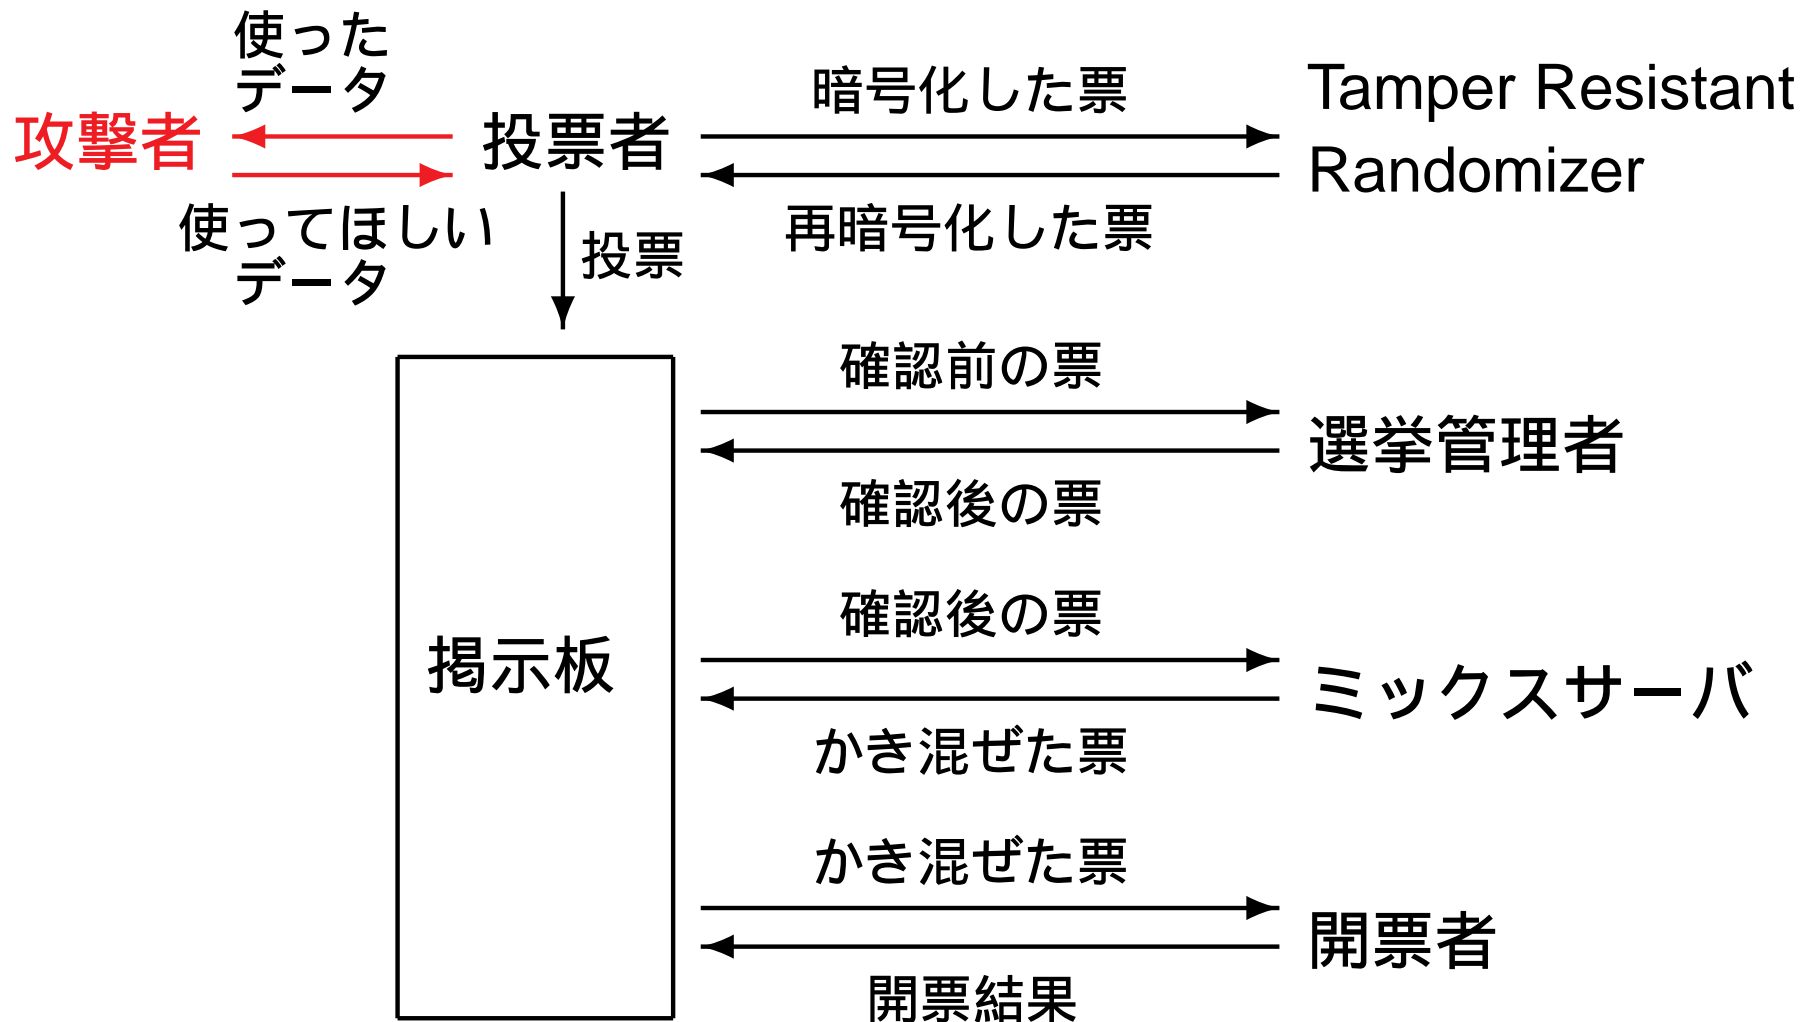 使った
データ
攻撃者
使ってほしい
データ
投票者
暗号化した票
再暗号化した票
Tamper Resistant
Randomizer
投票
掲示板
確認前の票
確認後の票
選挙管理者
確認後の票
かき混ぜた票
ミックスサーバ
かき混ぜた票
開票結果
開票者